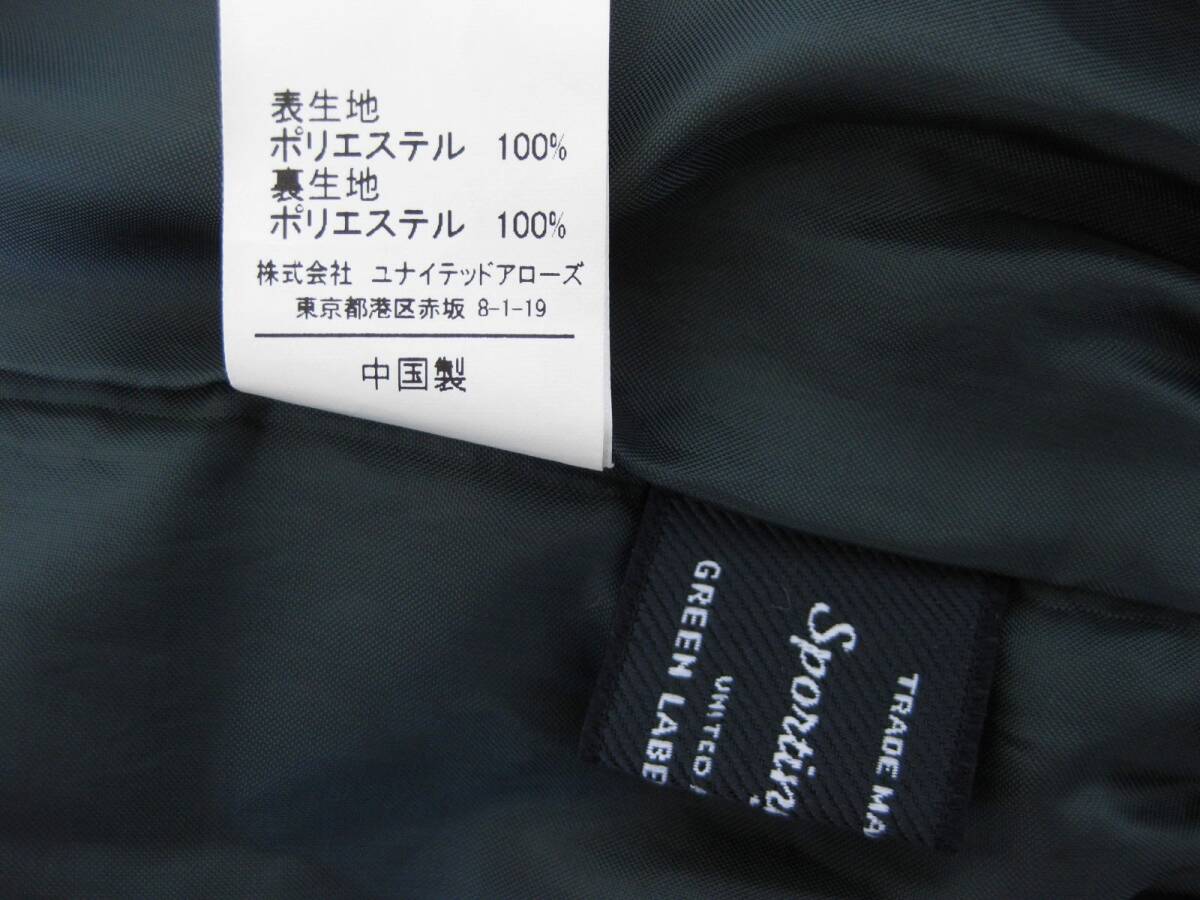 表生地
ポリエステル 100%
裏生地
ポリエステル 100%
株式会社 ユナイテッドアローズ
東京都港区赤坂 8-1-19
中国製
TRADE MA
Sportin
UNITED
GREEN LABE